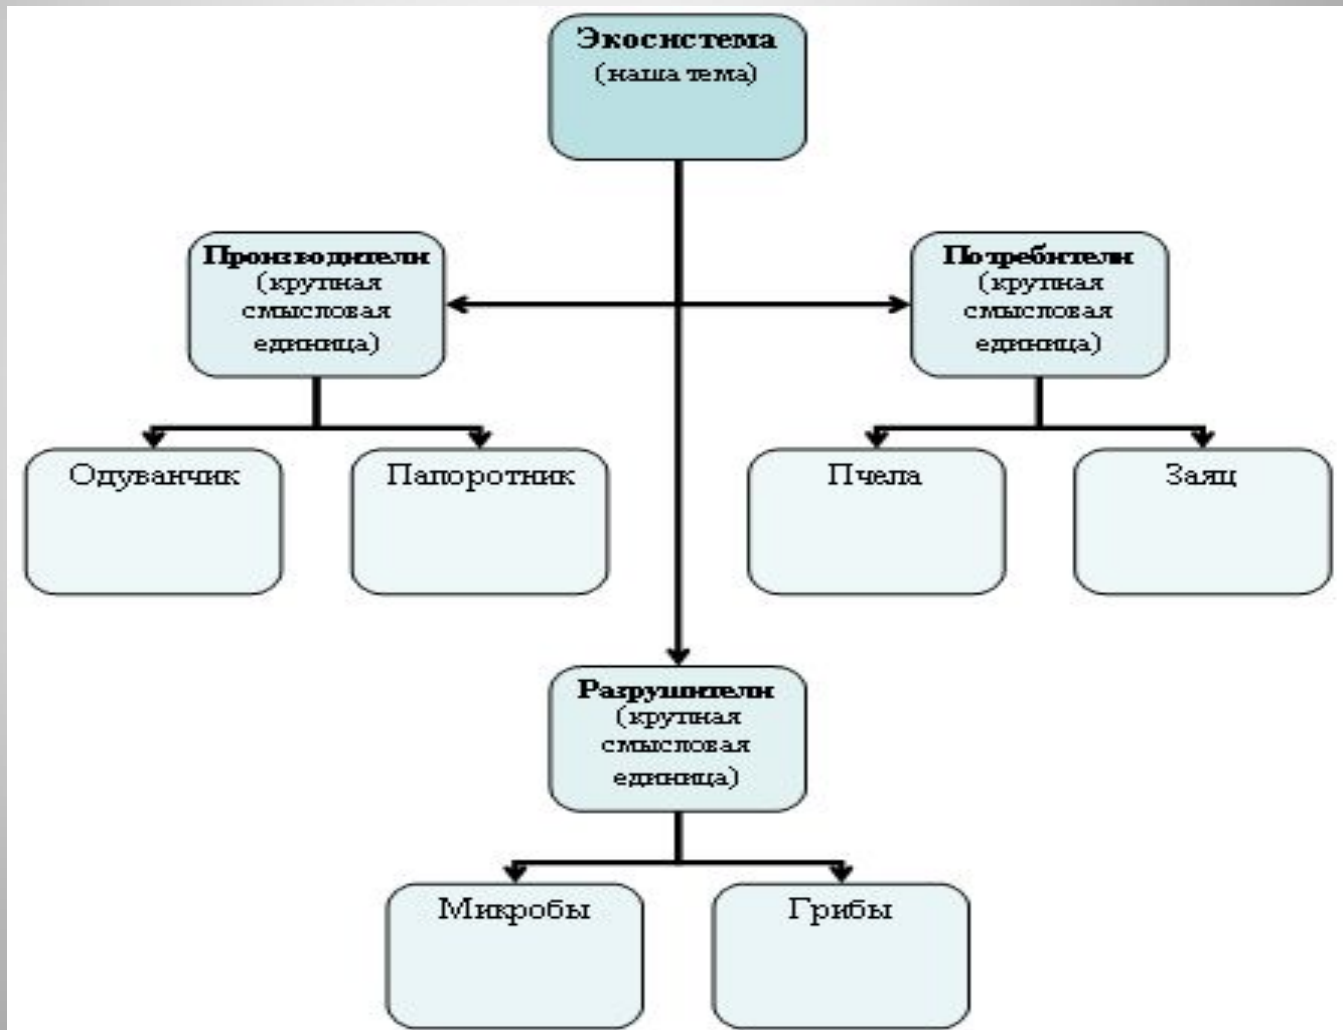 Экосистема
(наша тема)
Производители
(крупная
смысловая
единица)
Потребители
(крупная
смысловая
единица)
Одуванчик
Папоротник
Пчела
Заяц
Разрушители
(крупная
смысловая
единица)
Микробы
Грибы